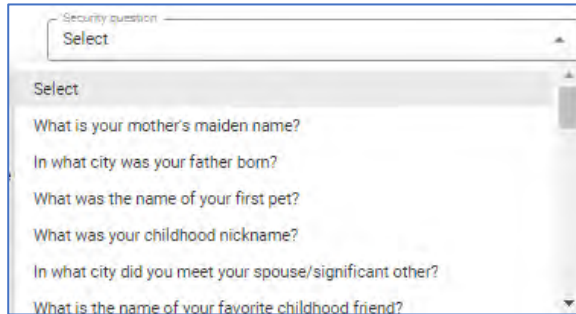 Security question
Select
Select
What is your mother's maiden name?
In what city was your father born?
What was the name of your first pet?
What was your childhood nickname?
In what city did you meet your spouse/significant other?
What is the name of your favorite childhood friend?